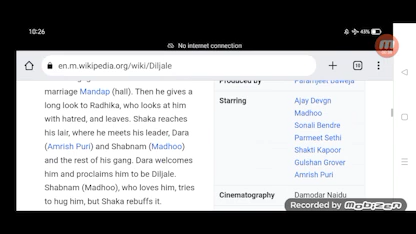 10:26
43%
No internet connection
en.m.wikipedia.org/wiki/Diljale
marriage Mandap (hall). Then he gives a
long look to Radhika, who looks at him
with hatred, and leaves. Shaka reaches
his lair, where he meets his leader, Dara
(Amrish Puri) and Shabnam (Madhoo)
and the rest of his gang. Dara welcomes
him and proclaims him to be Diljale.
Shabnam (Madhoo), who loves him, tries
to hug him, but Shaka rebuffs it.
Produced by Paramjeet Baweja
Starring Ajay Devgn
Madhoo
Sonali Bendre
Parmeet Sethi
Shakti Kapoor
Gulshan Grover
Amrish Puri
Cinematography Damodar Naidu
Recorded by mobizen